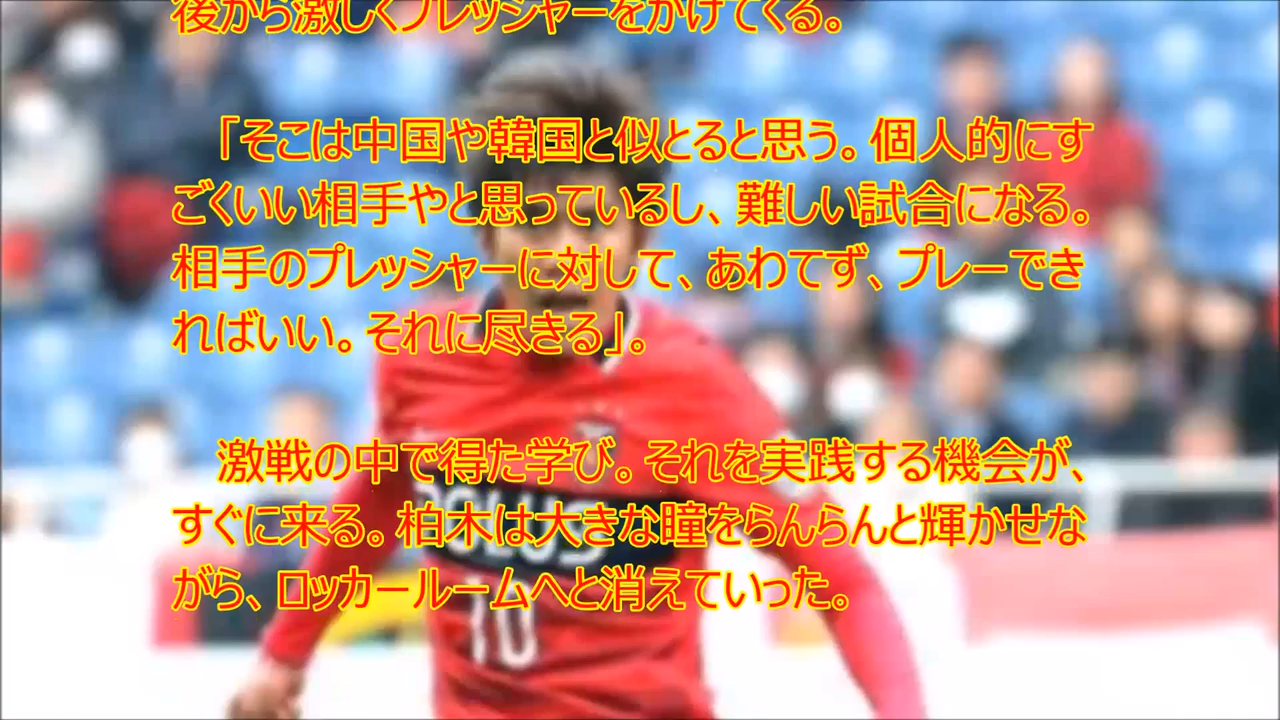 後から激しくプレッシャーをかけてくる。
「そこは中国や韓国と似とると思う。個人的にす
ごくいい相手やと思っているし、難しい試合になる。
相手のプレッシャーに対して、あわてず、プレーでき
ればいい。それに尽きる」。
激戦の中で得た学び。それを実践する機会が、
すぐに来る。柏木は大きな瞳をらんらんと輝かせな
がら、ロッカールームへと消えていった。
POLUS
10